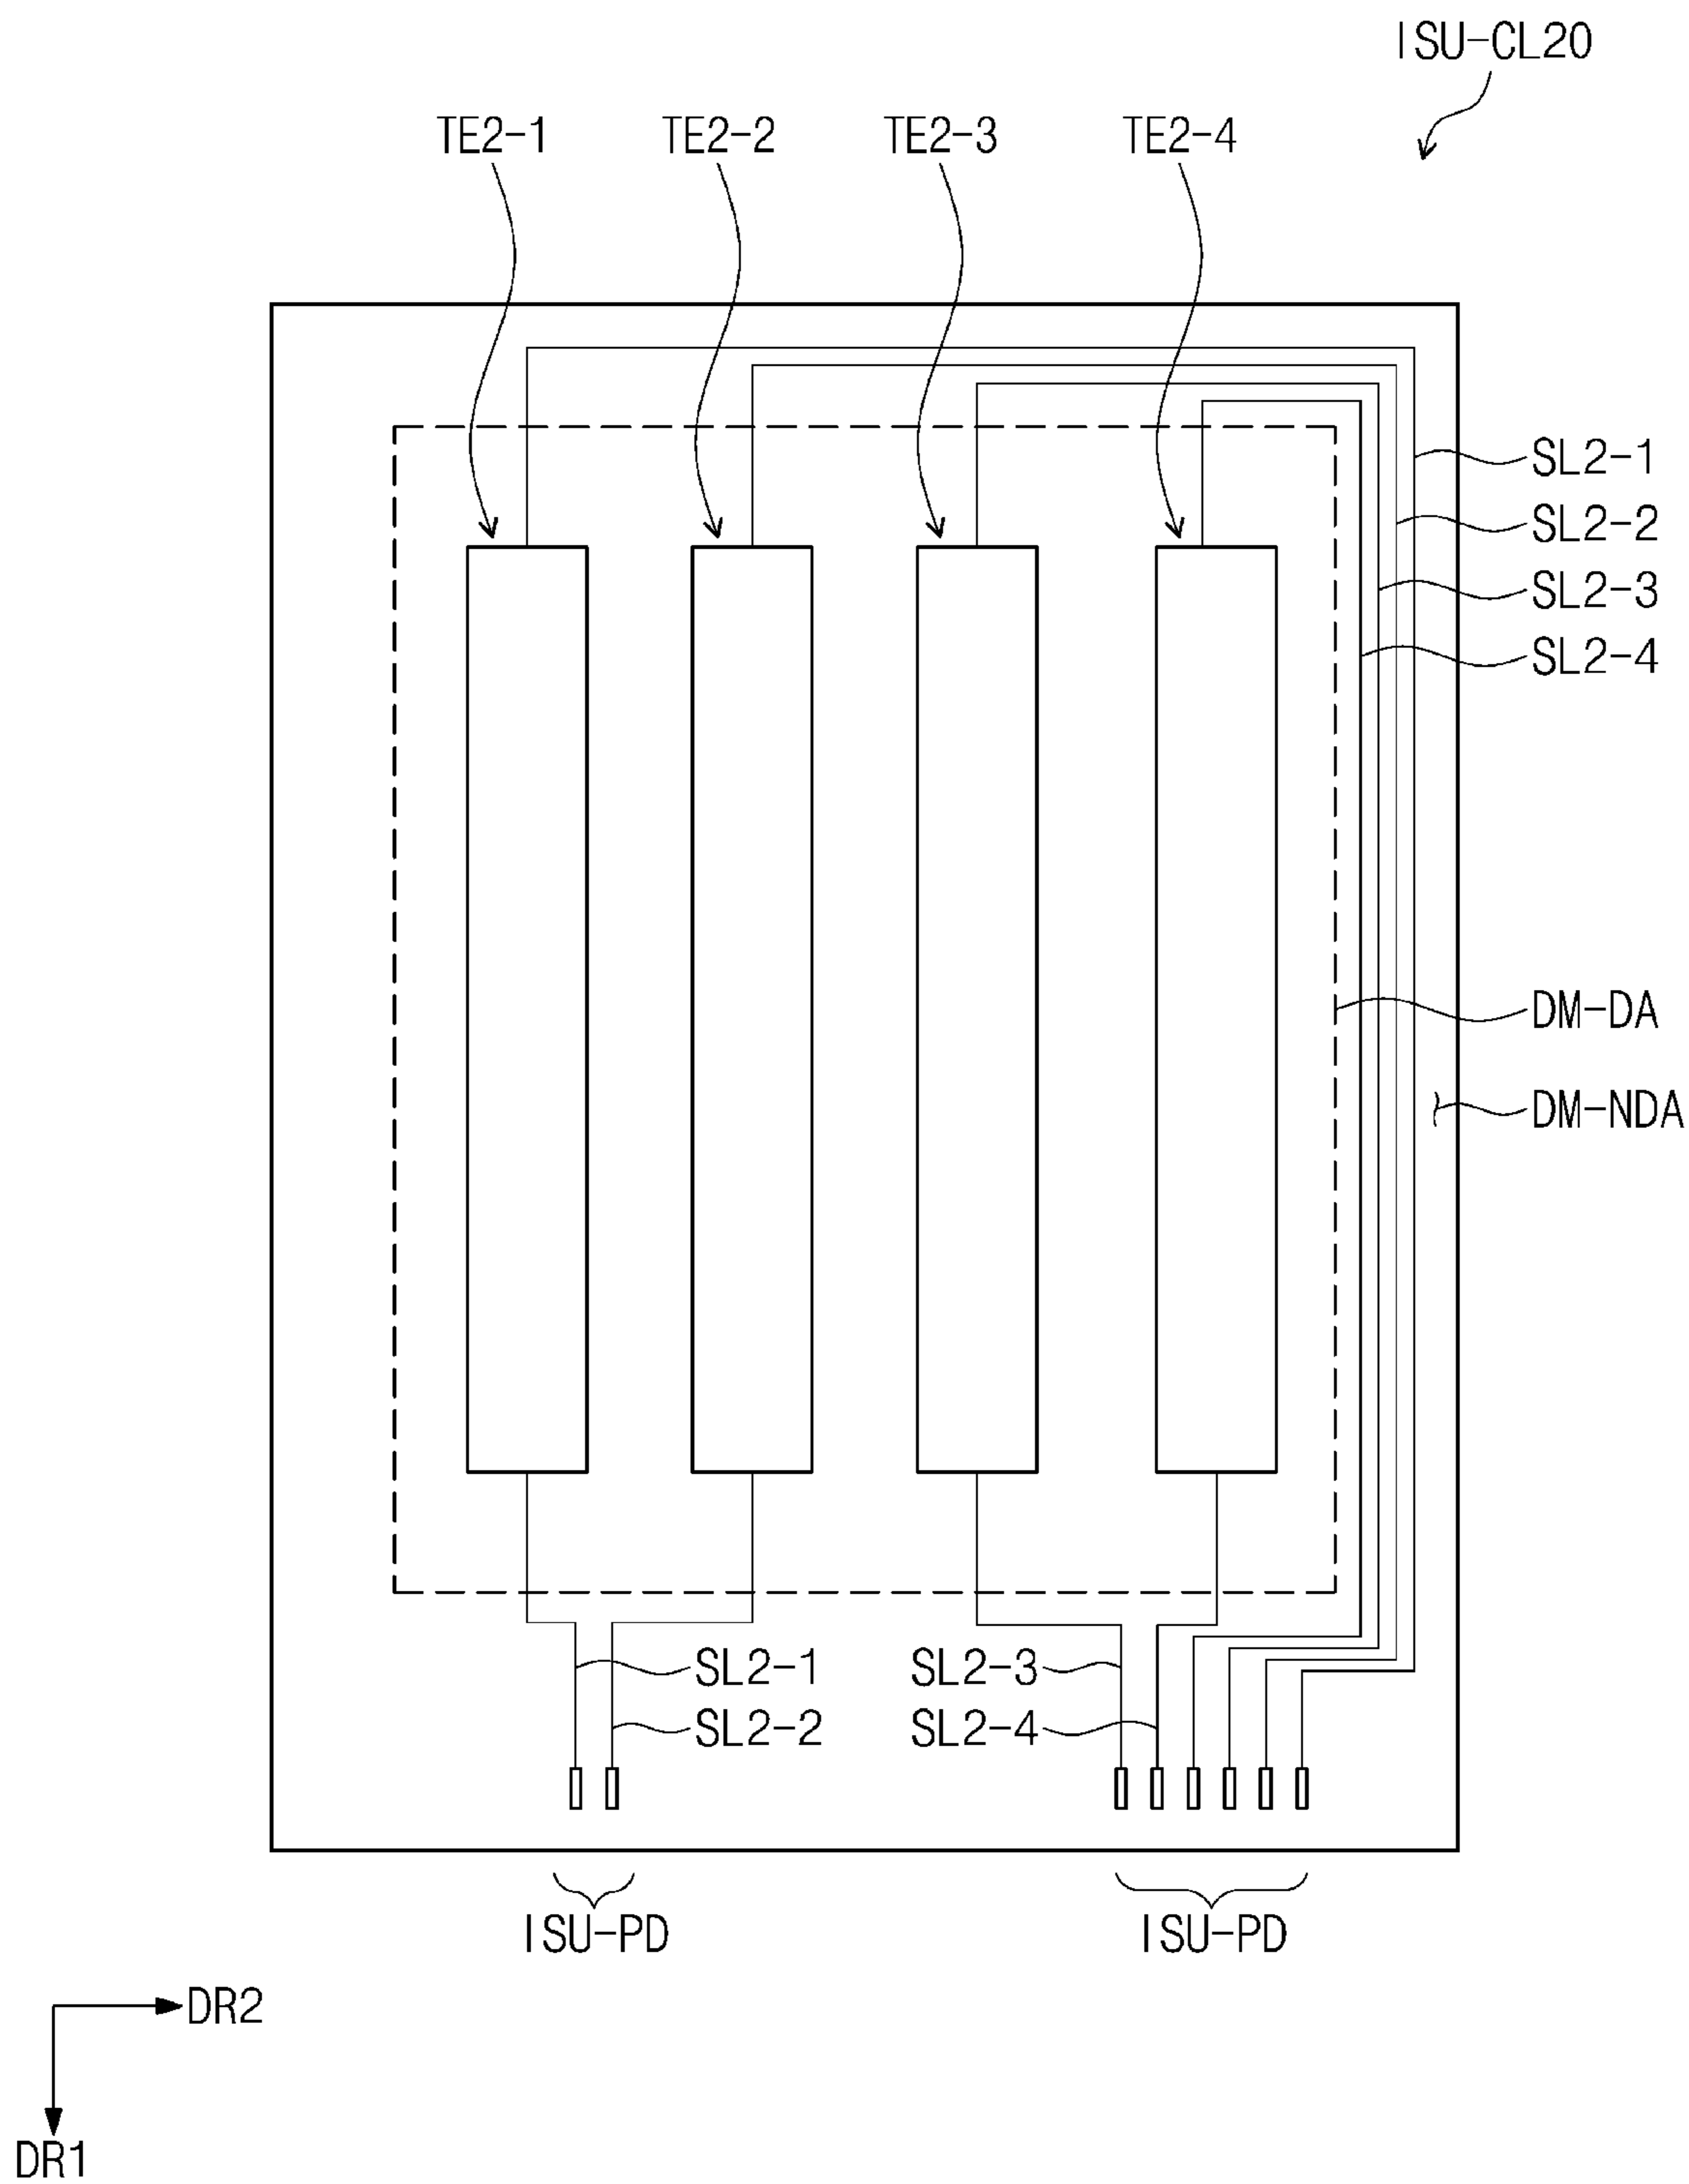 ISU-CL20
TE2-1 TE2-2 TE2-3 TE2-4
SL2-1
SL2-2
SL2-3
SL2-4
DM-DA
DM-NDA
SL2-1 SL2-3
SL2-2 SL2-4
ISU-PD ISU-PD
DR2
DR1